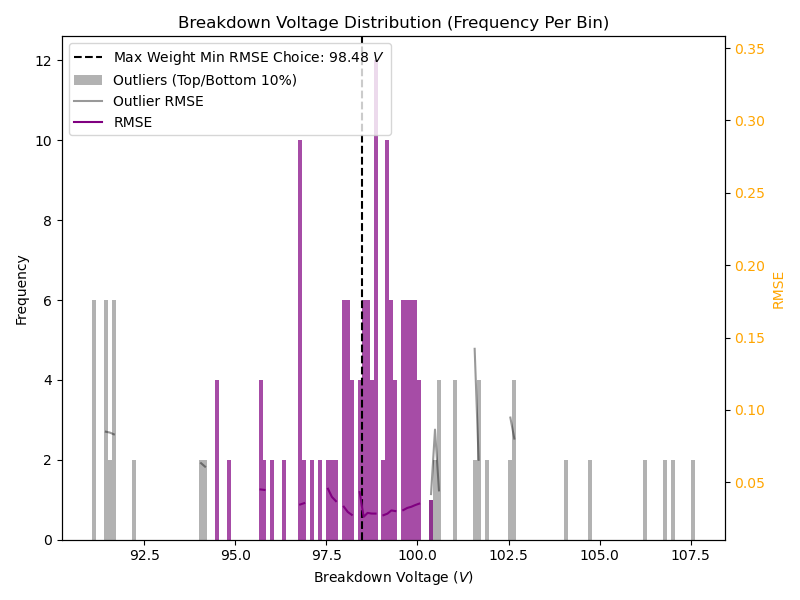 Breakdown Voltage Distribution (Frequency Per Bin)
Max Weight Min RMSE Choice: 98.48 V
Outliers (Top/Bottom 10%)
Outlier RMSE
RMSE
Frequency
12
10
8
6
4
2
0
0.35
0.30
0.25
0.20
0.15
0.10
0.05
RMSE
92.5 95.0 97.5 100.0 102.5 105.0 107.5
Breakdown Voltage (V)